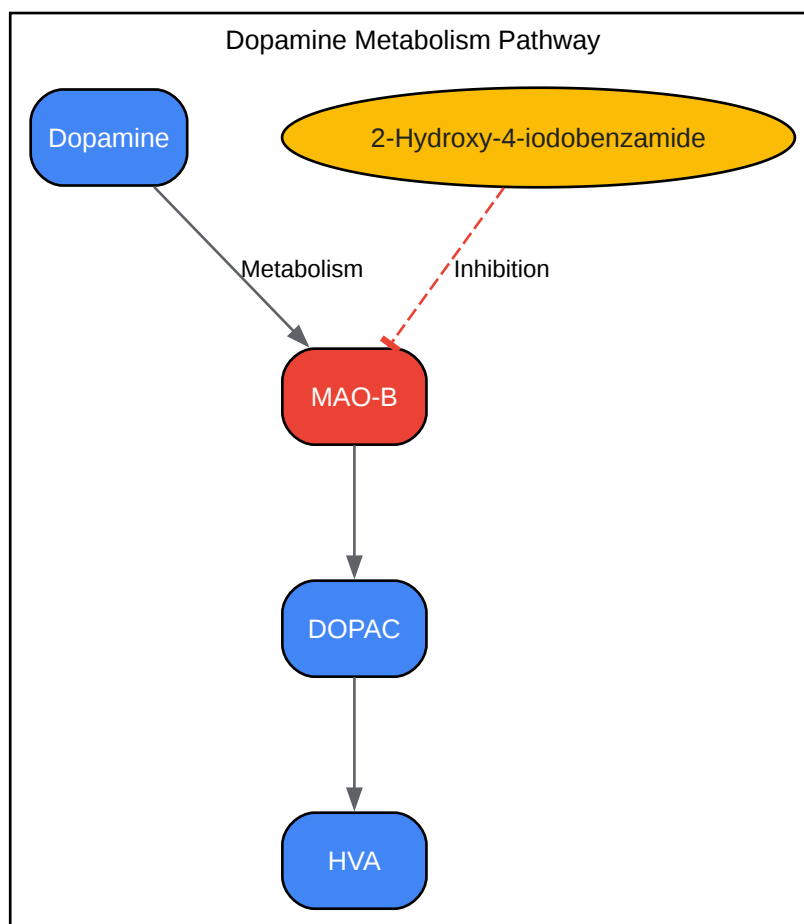 Dopamine Metabolism Pathway
Dopamine
2-Hydroxy-4-iodobenzamide
Metabolism
Inhibition
MAO-B
DOPAC
HVA